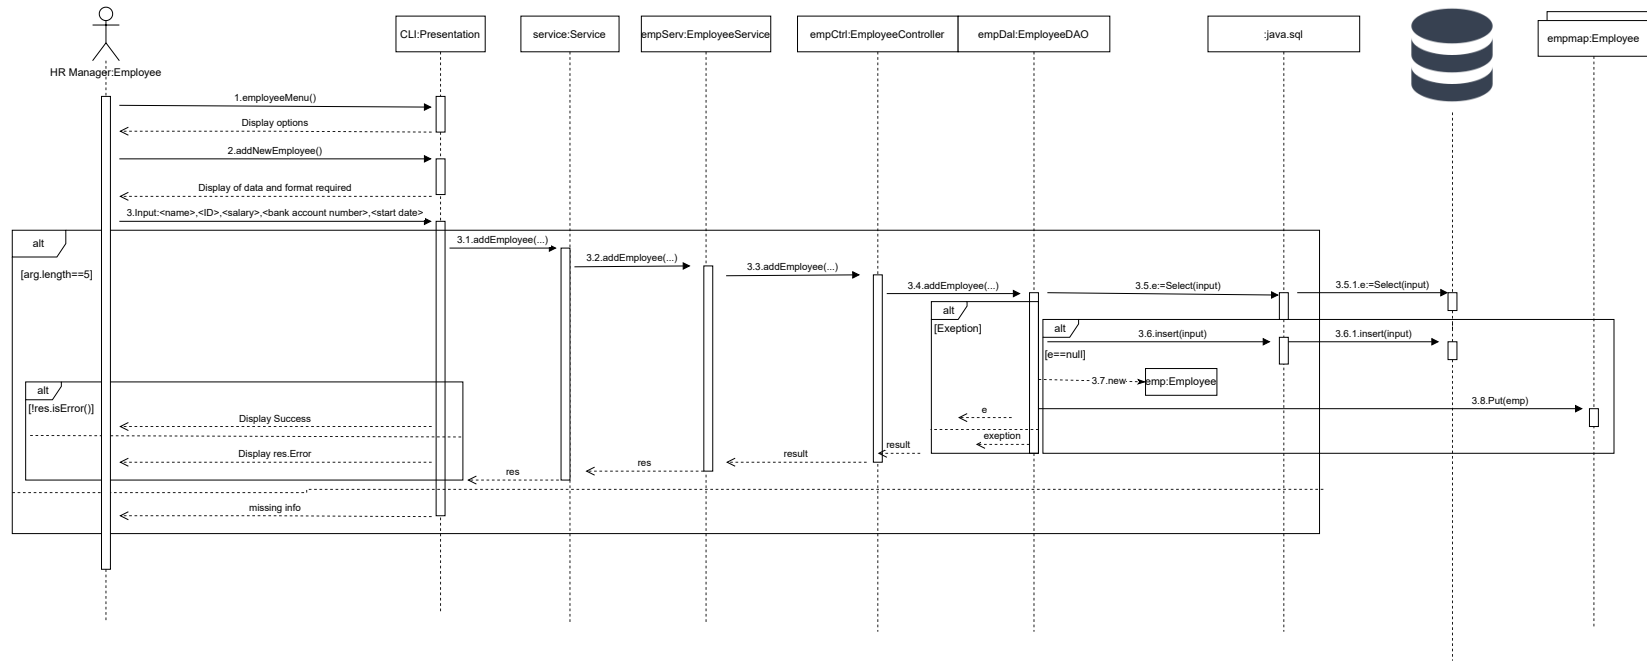 CLI:Presentation
service:Service
empServ:EmployeeService
empCtrl:EmployeeController
empDal:EmployeeDAO
:java.sql
empmap:Employee
HR Manager:Employee
1.employeeMenu()
Display options
2.addNewEmployee()
Display of data and format required
3.Input:<name>,<ID>,<salary>,<bank account number>,<start date>
alt
[arg.length==5]
3.1.addEmployee(...)
3.2.addEmployee(...)
3.3.addEmployee(...)
3.4.addEmployee(...)
3.5.e:=Select(input)
3.5.1.e:=Select(input)
alt
[Exeption]
alt
[e==null]
3.6.insert(input)
3.6.1.insert(input)
3.7.new
emp:Employee
3.8.Put(emp)
e
exeption
result
result
res
res
alt
[!res.isError()]
Display Success
Display res.Error
missing info